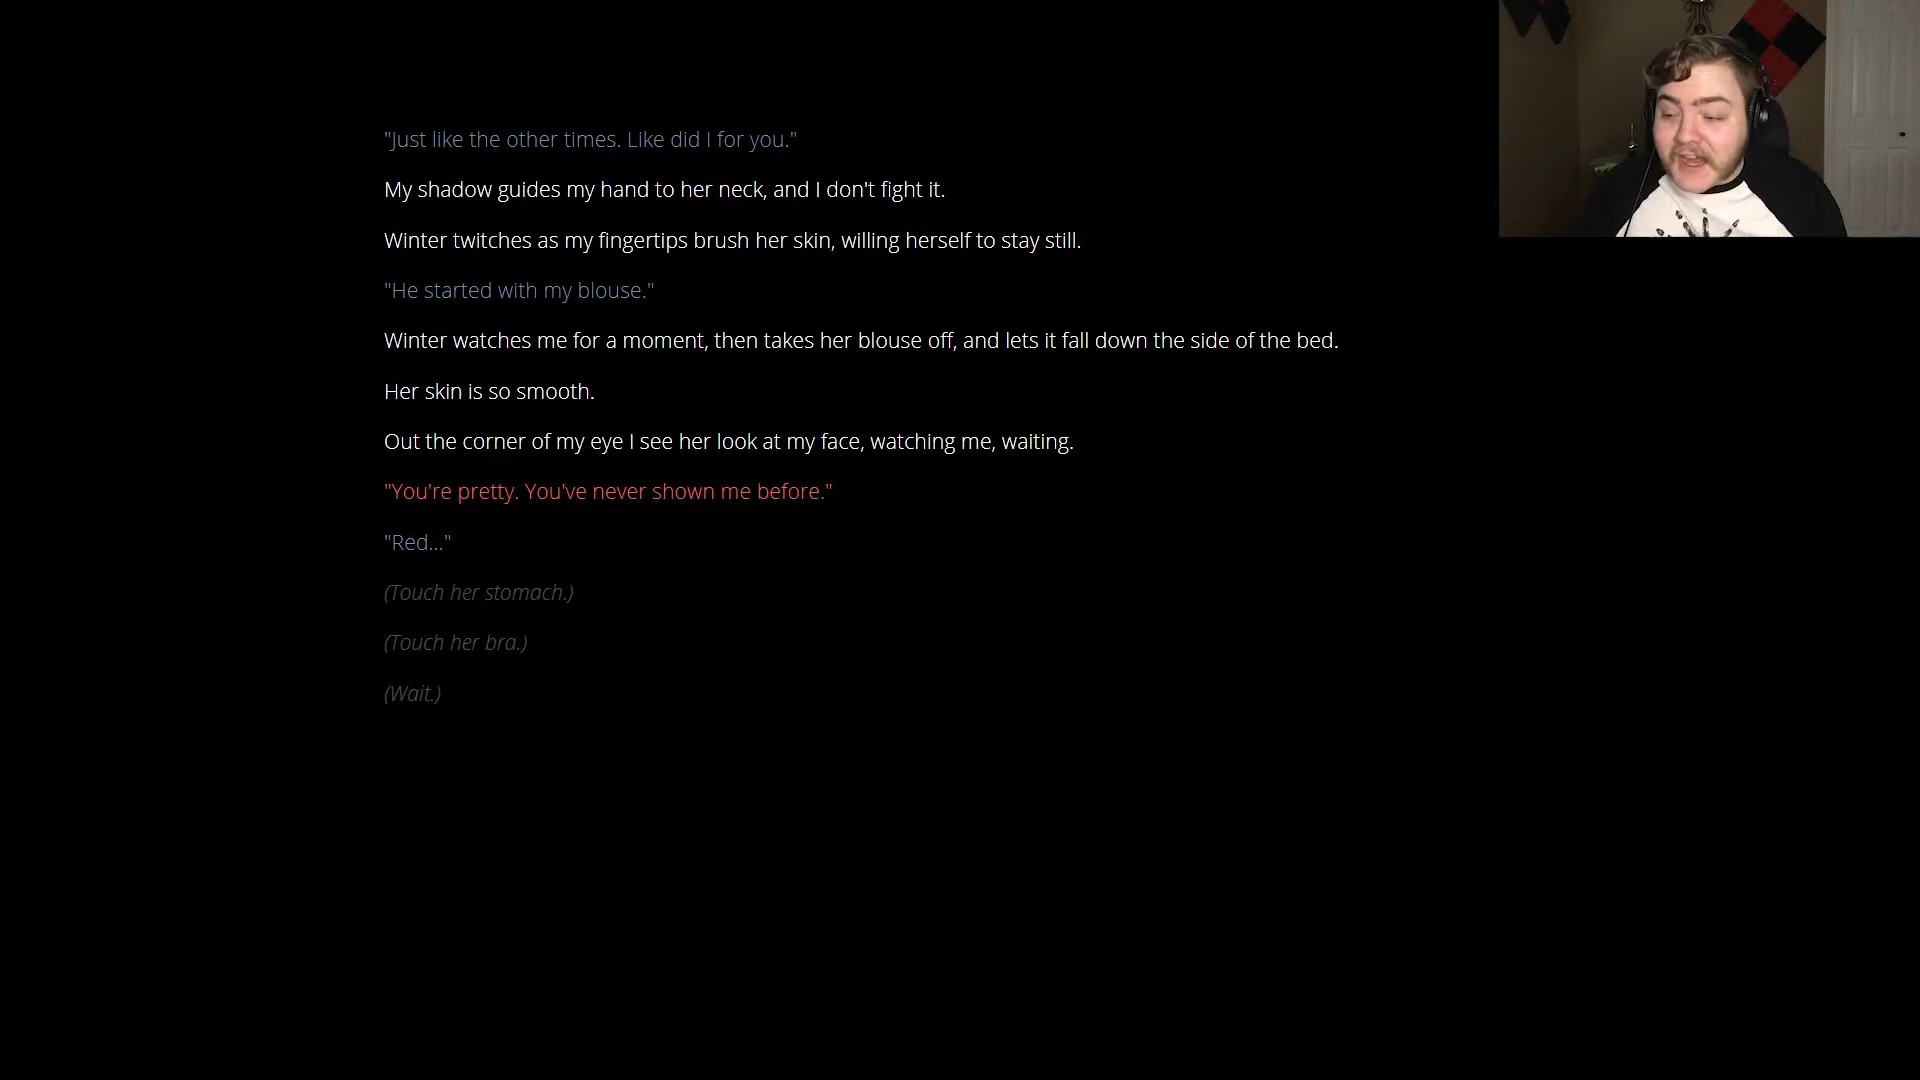 "Just like the other times. Like did I for you."
My shadow guides my hand to her neck, and I don't fight it.
Winter twitches as my fingertips brush her skin, willing herself to stay still.
"He started with my blouse."
Winter watches me for a moment, then takes her blouse off, and lets it fall down the side of the bed.
Her skin is so smooth.
Out the corner of my eye I see her look at my face, watching me, waiting.
"You're pretty. You've never shown me before."
"Red..."
(Touch her stomach.)
(Touch her bra.)
(Wait.)